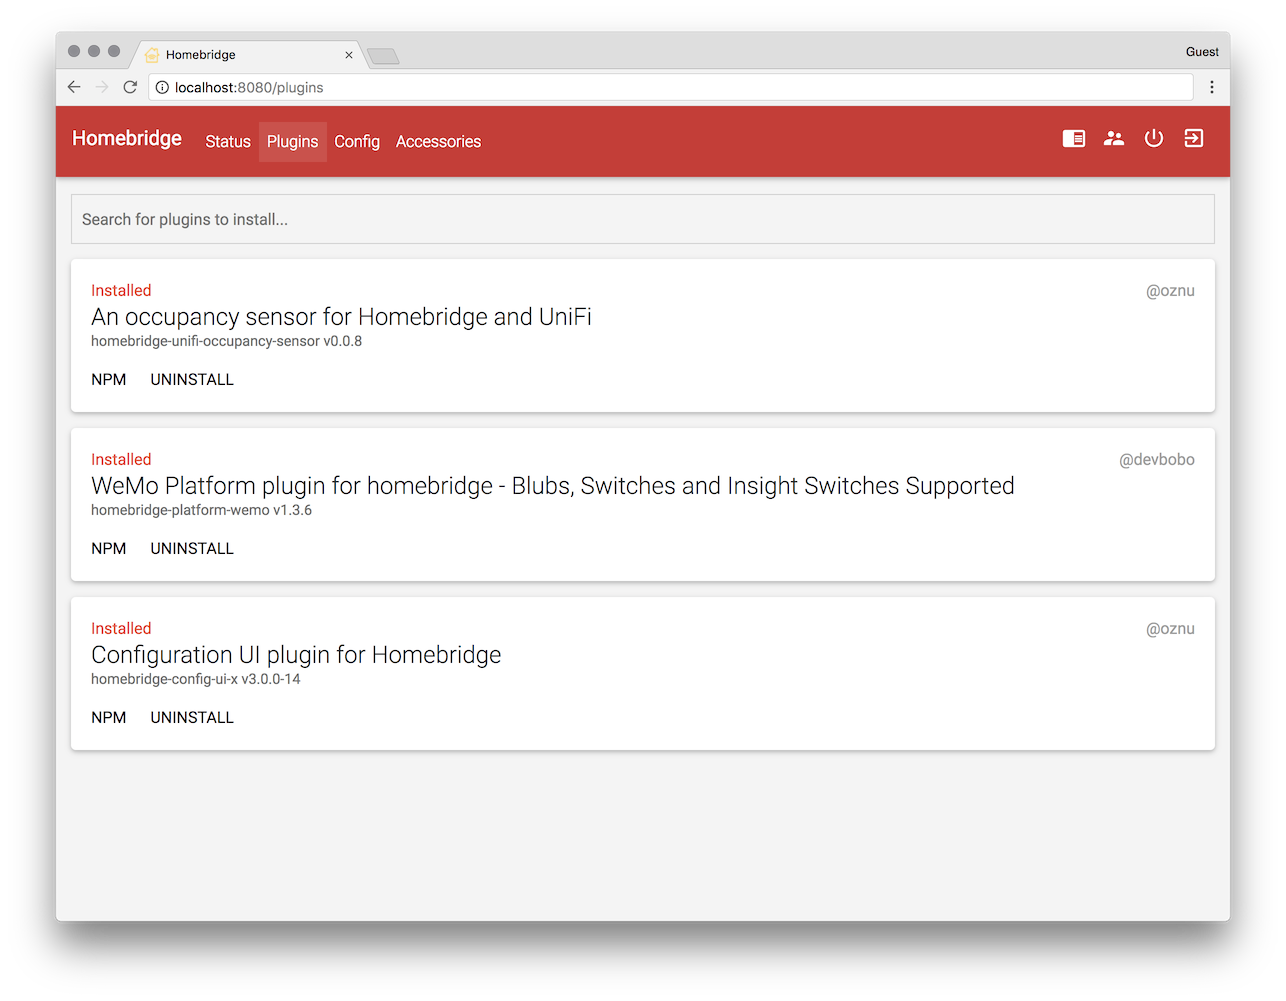 Homebridge
Guest
localhost:8080/plugins
Homebridge Status Plugins Config Accessories
Search for plugins to install...
Installed @oznu
An occupancy sensor for Homebridge and UniFi
homebridge-unifi-occupancy-sensor v0.0.8
NPM UNINSTALL
Installed @devbobo
WeMo Platform plugin for homebridge - Blubs, Switches and Insight Switches Supported
homebridge-platform-wemo v1.3.6
NPM UNINSTALL
Installed @oznu
Configuration UI plugin for Homebridge
homebridge-config-ui-x v3.0.0-14
NPM UNINSTALL